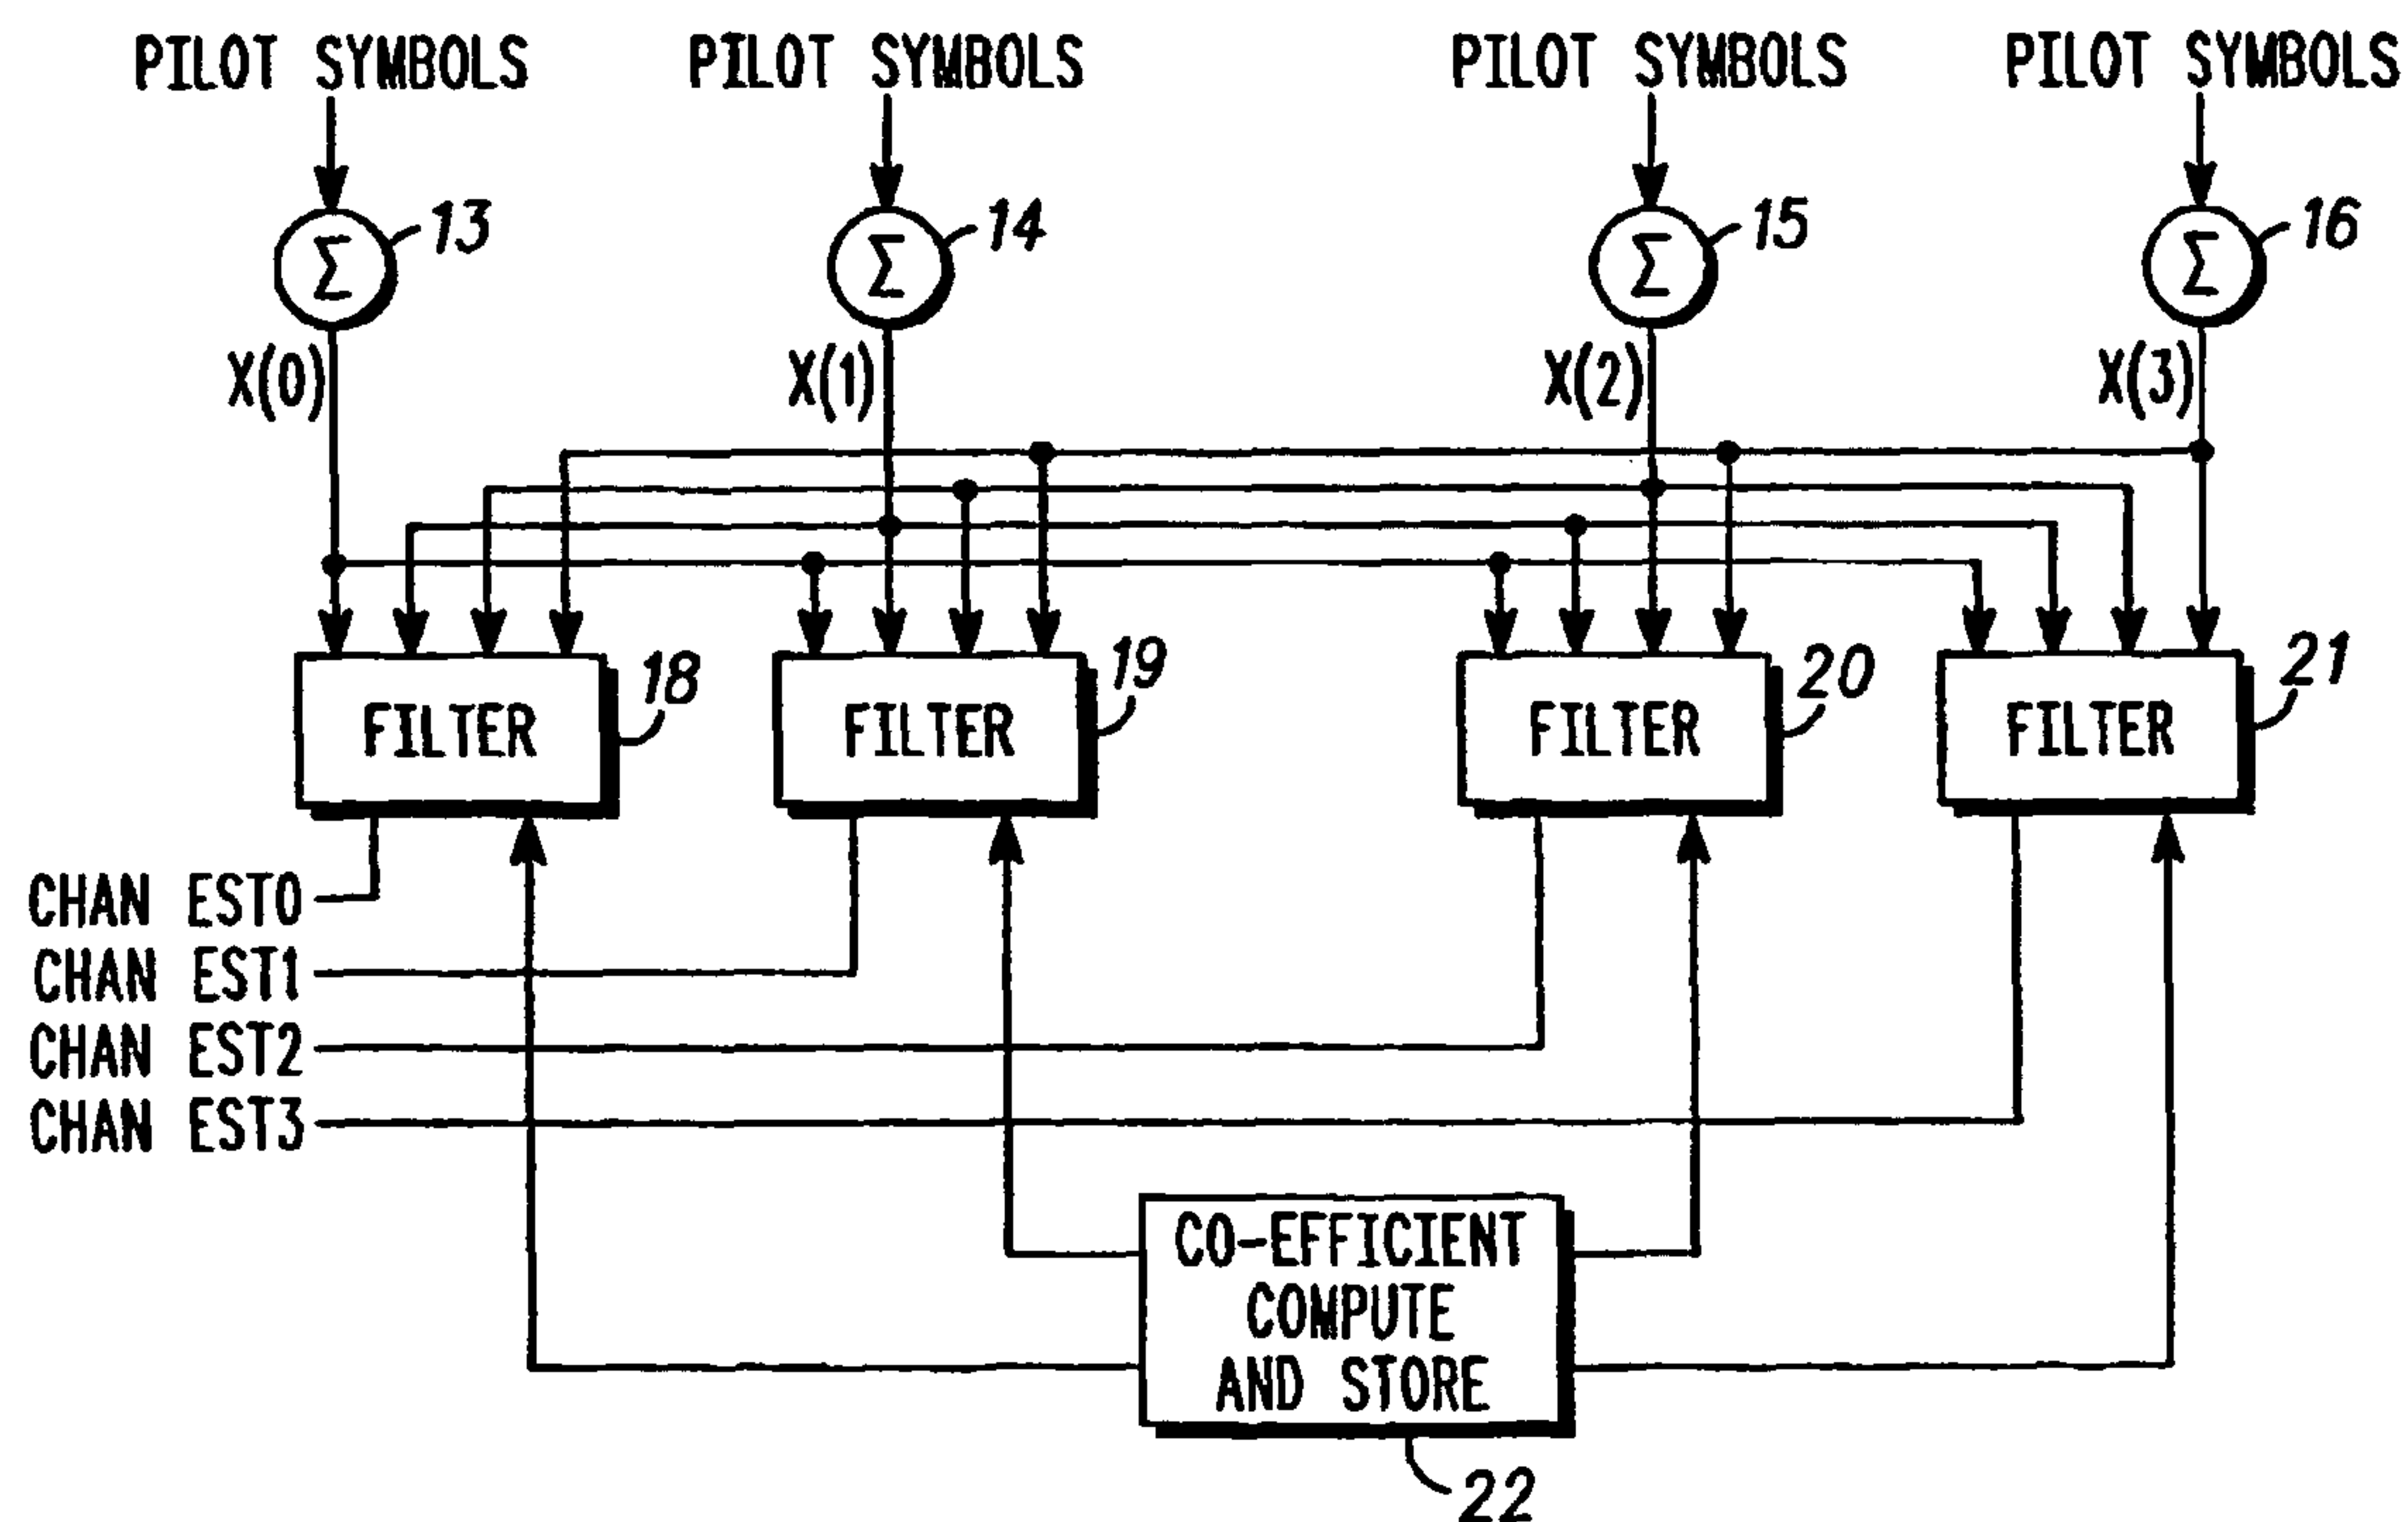 PILOT SYMBOLS PILOT SYMBOLS PILOT SYMBOLS PILOT SYMBOLS
Σ 13 Σ 14 Σ 15 Σ 16
X(0) X(1) X(2) X(3)
FILTER 18 FILTER 19 FILTER 20 FILTER 21
CHAN EST0
CHAN EST1
CHAN EST2
CHAN EST3
CO-EFFICIENT
COMPUTE
AND STORE
22